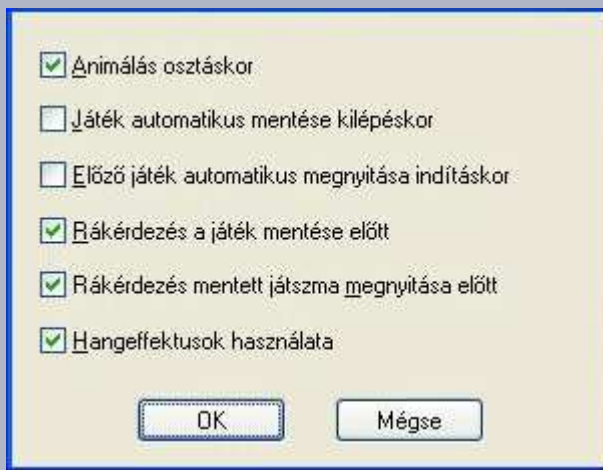 Animálás osztáskor
Játék automatikus mentése kilépéskor
Előző játék automatikus megnyitása indításkor
Rákérdezés a játék mentése előtt
Rákérdezés mentett játszma megnyitása előtt
Hangeffektusok használata
OK Mégse